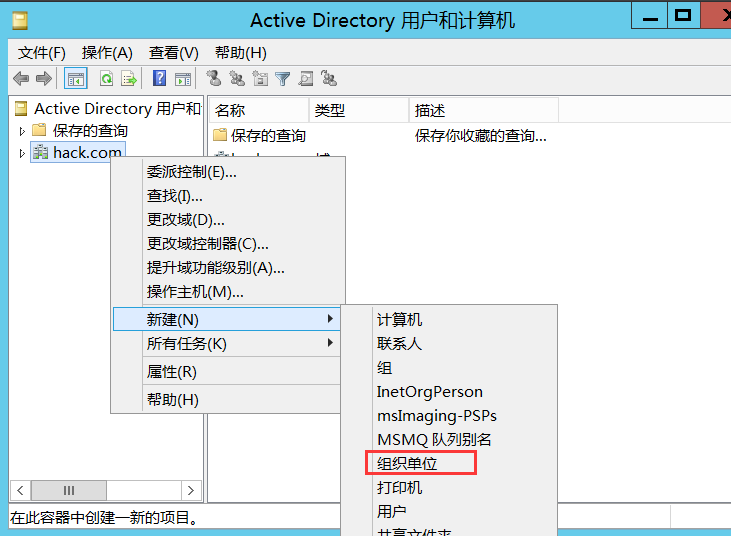 Active Directory 用户和计算机
文件(F) 操作(A) 查看(V) 帮助(H)
Active Directory 用户和
保存的查询
hack.com
名称 类型 描述
保存的查询 保存你收藏的查询...
委派控制(E)...
查找(I)...
更改域(D)...
更改域控制器(C)...
提升域功能级别(A)...
操作主机(M)...
新建(N)
所有任务(K)
属性(R)
帮助(H)
计算机
联系人
组
InetOrgPerson
msImaging-PSPs
MSMQ 队列别名
组织单位
打印机
用户
共享文件夹
在此容器中创建一新的项目。